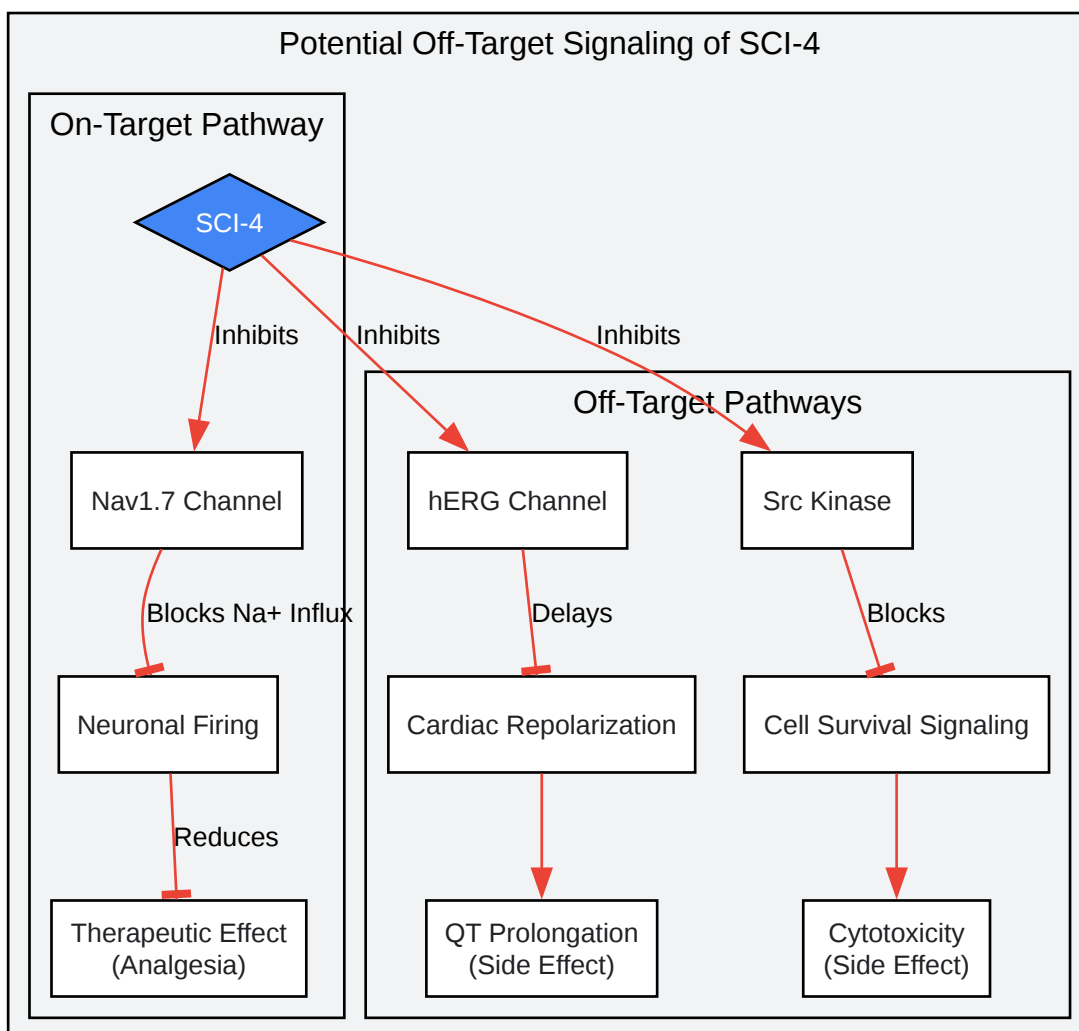 Potential Off-Target Signaling of SCI-4
On-Target Pathway
SCI-4
Inhibits
Inhibits
Inhibits
Off-Target Pathways
Nav1.7 Channel
hERG Channel
Src Kinase
Blocks Na+ Influx
Delays
Blocks
Neuronal Firing
Cardiac Repolarization
Cell Survival Signaling
Reduces
Therapeutic Effect
(Analgesia)
QT Prolongation
(Side Effect)
Cytotoxicity
(Side Effect)